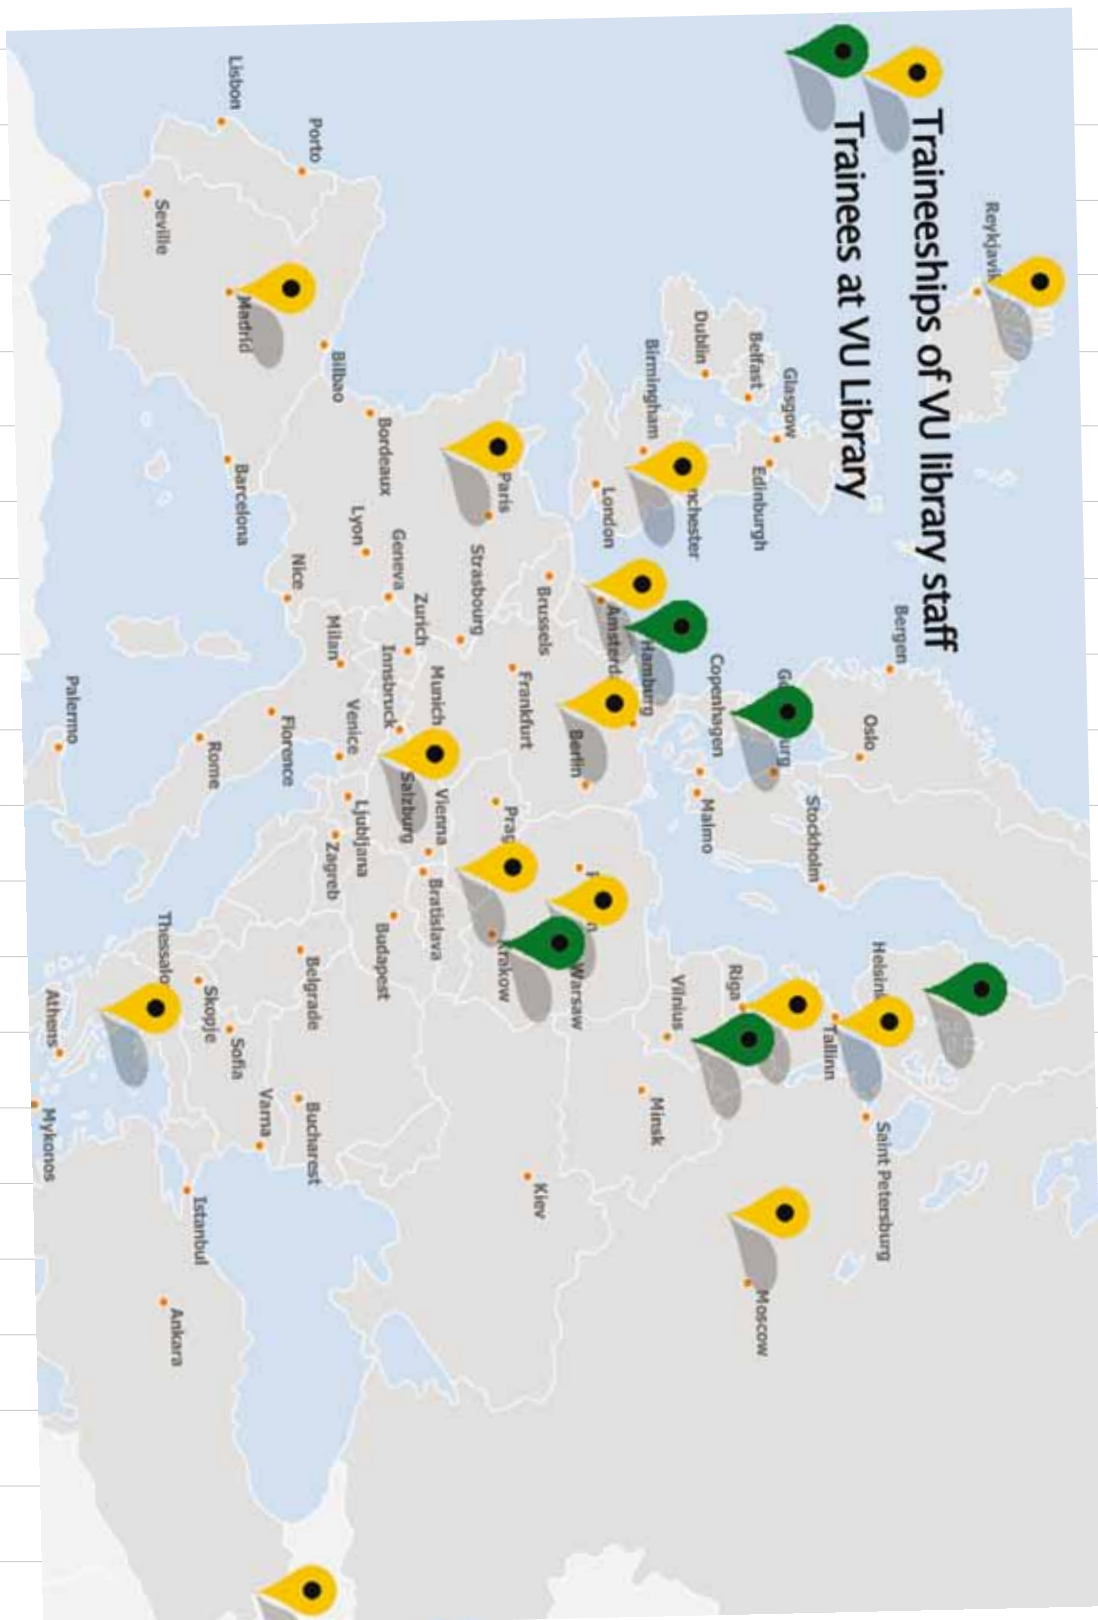 Traineeships of VU library staff
Trainees at VU Library
Reykjavik
Bergen
Oslo
Helsinki
Saint Petersburg
Stockholm
Tallinn
Glasgow
Edinburgh
Belfast
Dublin
Copenhagen
Malmo
Riga
Moscow
Birmingham
Vilnius
Minsk
London
Hamburg
Berlin
Warsaw
Brussels
Frankfurt
Kiev
Paris
Strasbourg
Krakow
Munich
Vienna
Bratislava
Zurich
Salzburg
Geneva
Innsbruck
Budapest
Bordeaux
Lyon
Milan
Venice
Ljubljana
Zagreb
Porto
Bilbao
Nice
Florence
Belgrade
Bucharest
Lisbon
Madrid
Barcelona
Rome
Skopje
Sofia
Varna
Seville
Istanbul
Ankara
Palermo
Athens
Mykonos